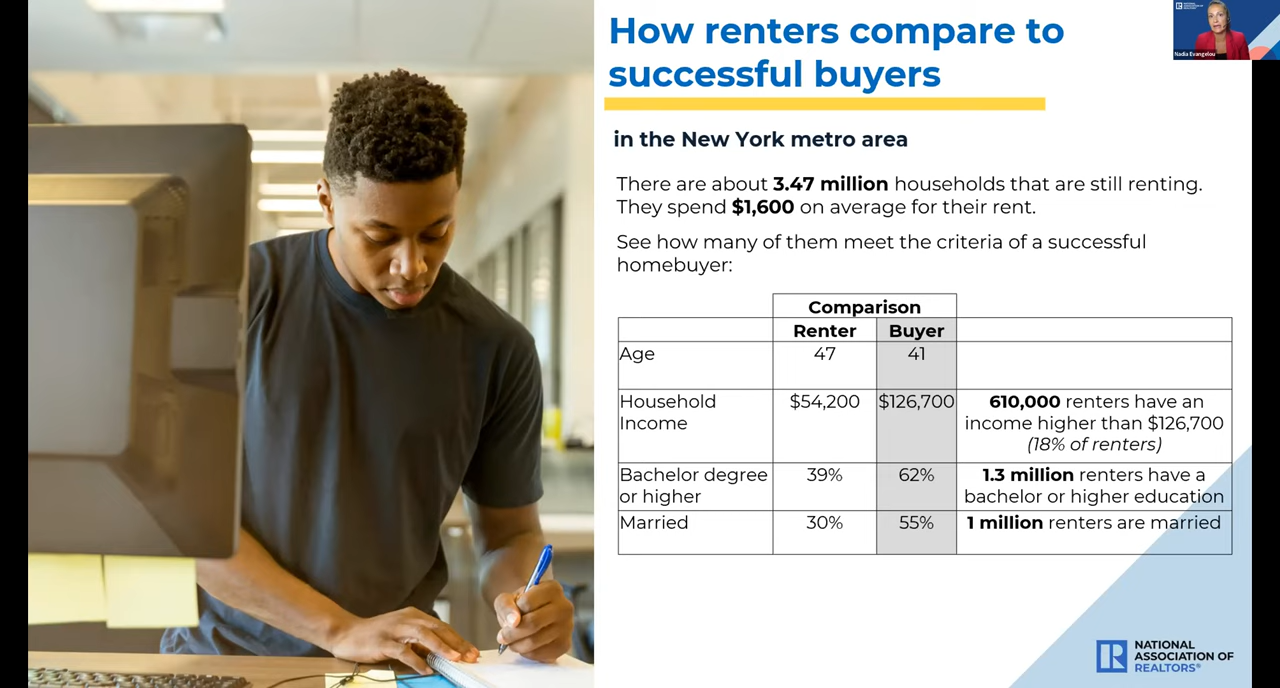 How renters compare to
successful buyers
in the New York metro area
There are about 3.47 million households that are still renting.
They spend $1,600 on average for their rent.
See how many of them meet the criteria of a successful
homebuyer:
Comparison
Renter Buyer
Age 47 41
Household Income $54,200 $126,700 610,000 renters have an
income higher than $126,700
(18% of renters)
Bachelor degree or higher 39% 62% 1.3 million renters have a
bachelor or higher education
Married 30% 55% 1 million renters are married
NATIONAL
ASSOCIATION OF
REALTORS®
Nadia Evangelou